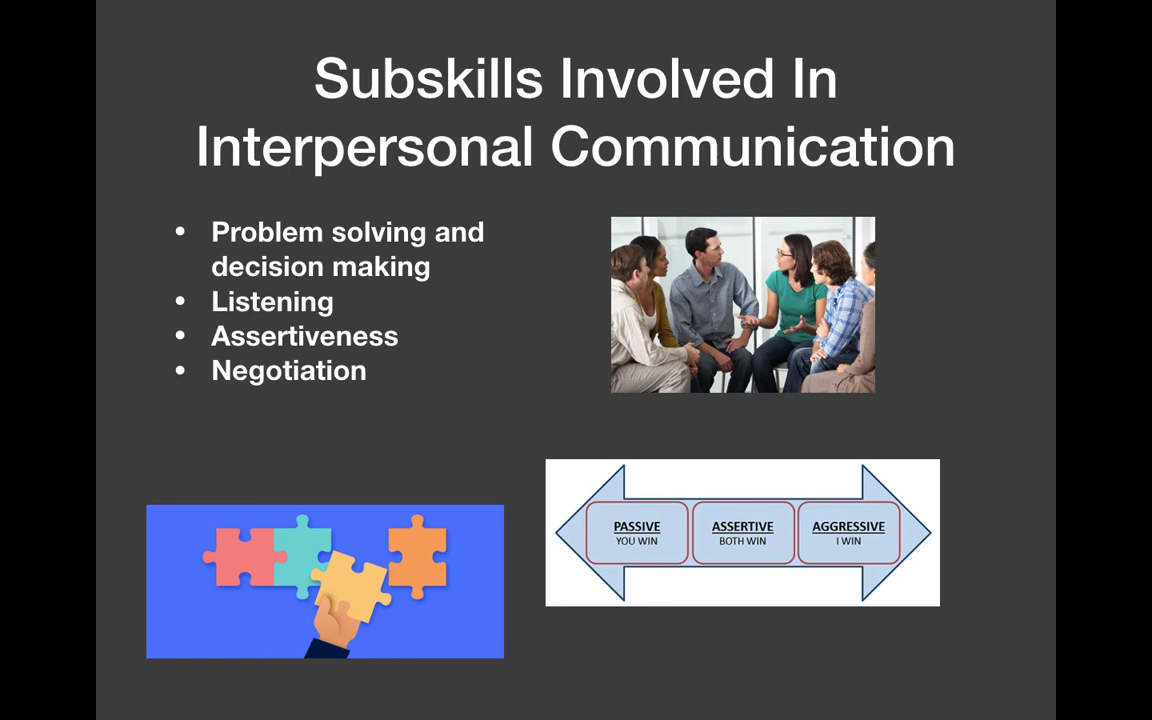 Subskills Involved In
Interpersonal Communication
• Problem solving and
decision making
• Listening
• Assertiveness
• Negotiation
PASSIVE
YOU WIN
ASSERTIVE
BOTH WIN
AGGRESSIVE
I WIN